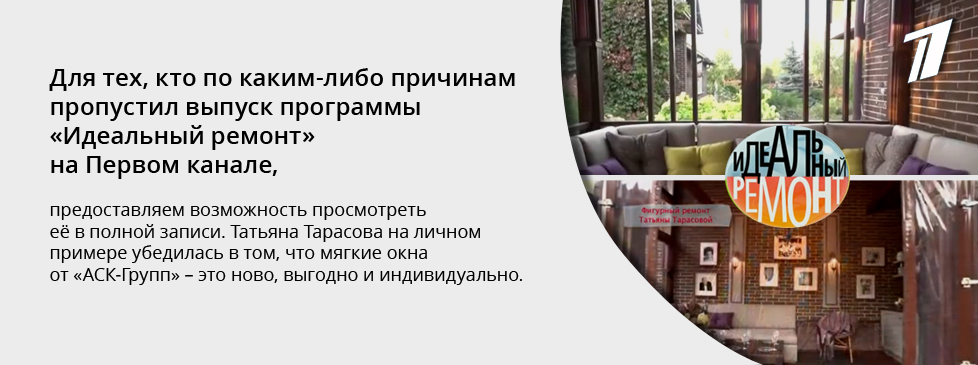 Для тех, кто по каким-либо причинам
пропустил выпуск программы
«Идеальный ремонт»
на Первом канале,
предоставляем возможность просмотреть
её в полной записи. Татьяна Тарасова на личном
примере убедилась в том, что мягкие окна
от «АСК-Групп» – это ново, выгодно и индивидуально.
1
ИДЕАЛЬНЫЙ
РЕМОНТ
Фигурный ремонт
Татьяны Тарасовой